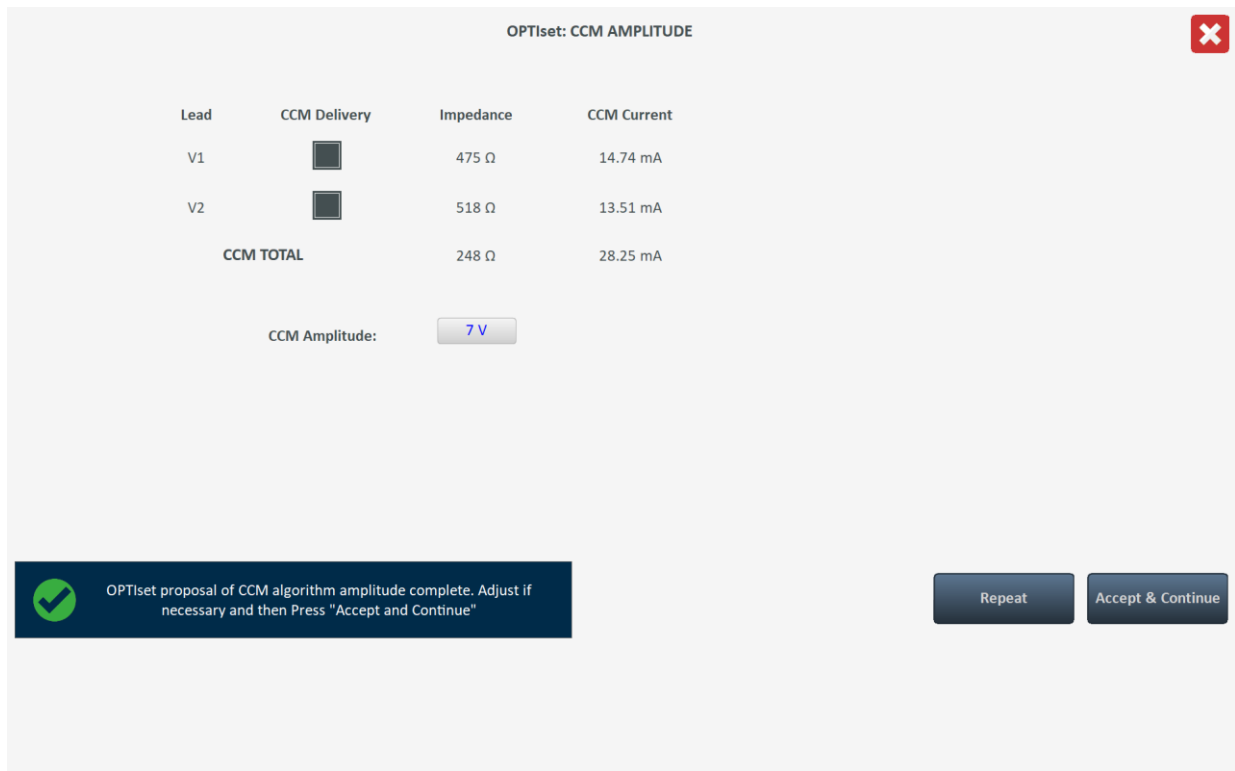 OPTIset: CCM AMPLITUDE
Lead CCM Delivery Impedance CCM Current
V1 475 Ω 14.74 mA
V2 518 Ω 13.51 mA
CCM TOTAL 248 Ω 28.25 mA
CCM Amplitude: 7 V
OPTIset proposal of CCM algorithm amplitude complete. Adjust if
necessary and then Press "Accept and Continue"
Repeat Accept & Continue